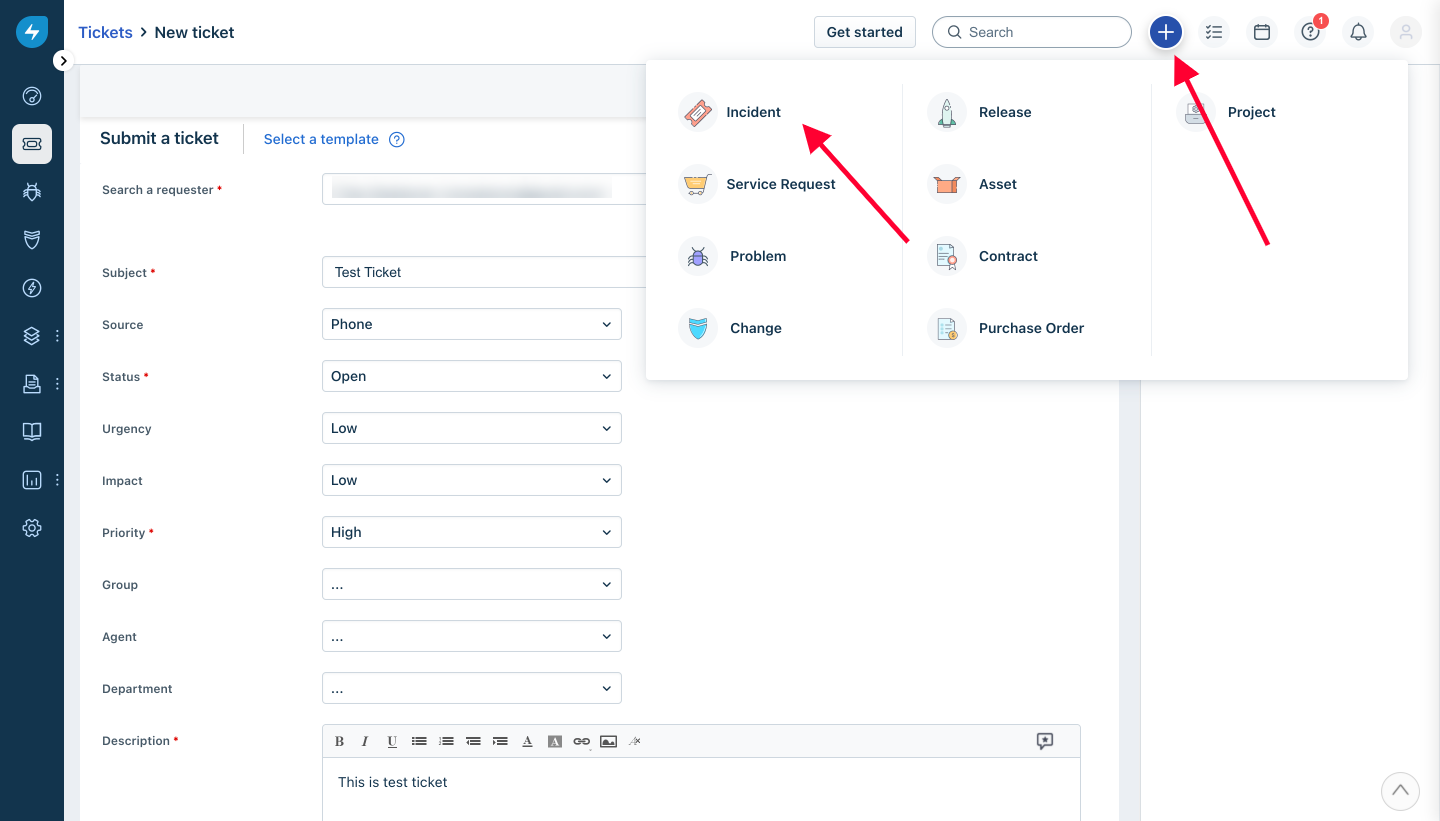 Tickets > New ticket
Get started
Search
1
Incident
Release
Project
Service Request
Asset
Problem
Contract
Change
Purchase Order
Submit a ticket
Select a template
Search a requester *
Subject *
Test Ticket
Source
Phone
Status *
Open
Urgency
Low
Impact
Low
Priority *
High
Group
...
Agent
...
Department
...
Description *
B I U A A
This is test ticket